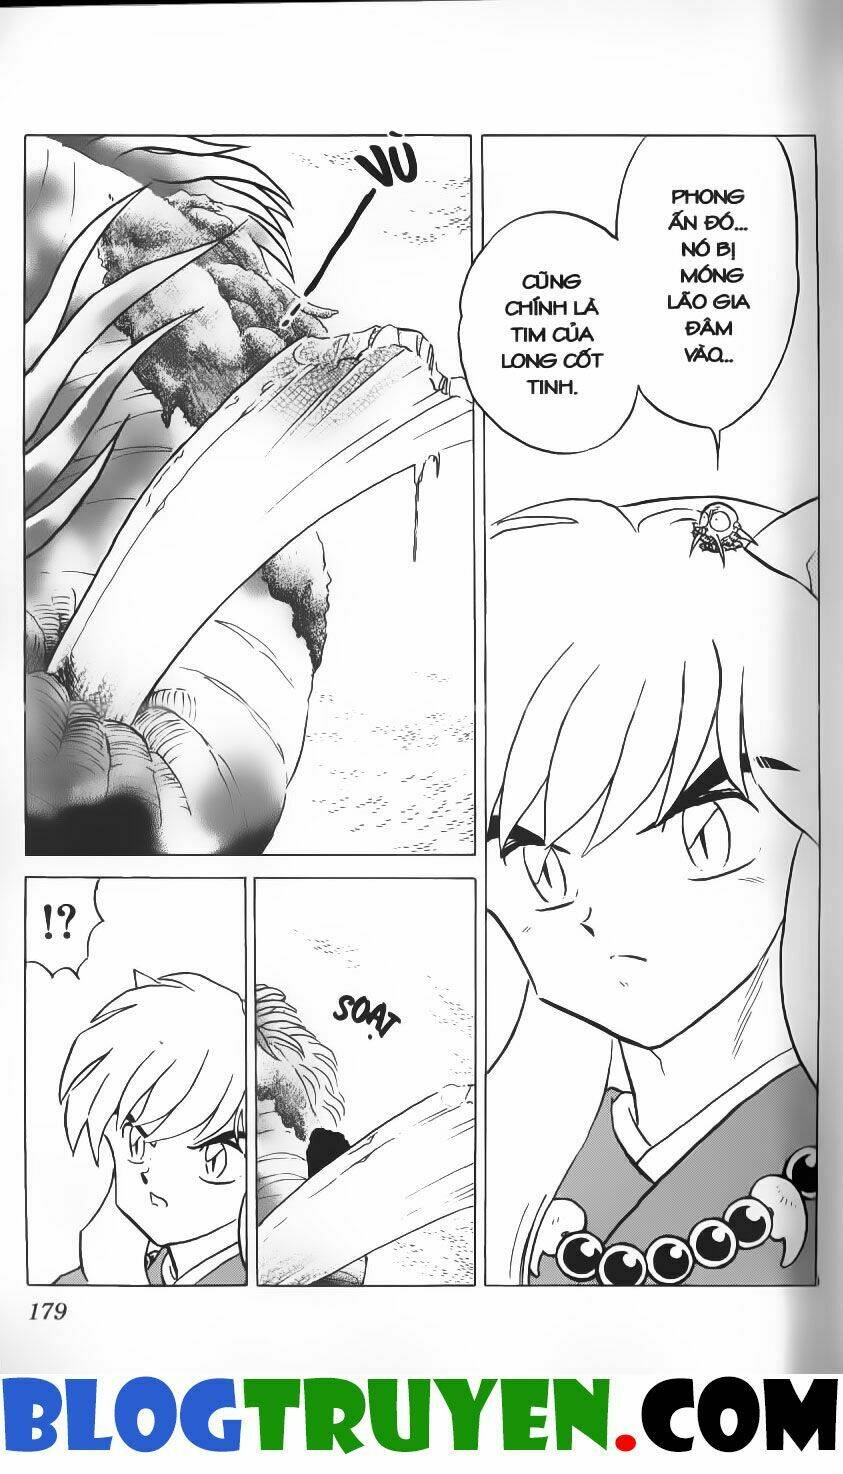 PHONG
ẤN ĐÓ...
NÓ BỊ
MÓNG
LÃO GIA
ĐÂM
VÀO...
CŨNG
CHÍNH LÀ
TIM CỦA
LONG CỐT
TINH.
VÙ
SOẠT
!?
179
BLOGTRUYEN.COM